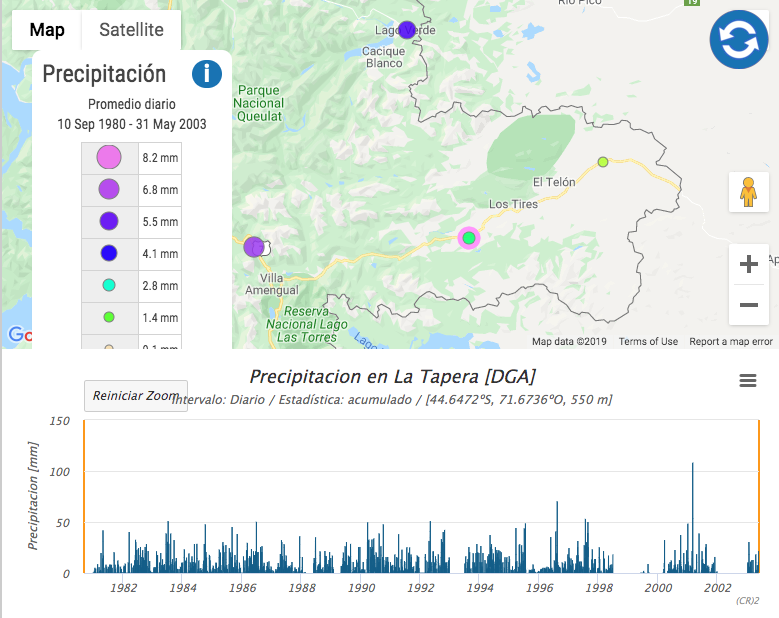 Map
Satellite
Río Pico
19
Lago Verde
Cacique
Blanco
Parque
Nacional
Queulat
El Telón
Los Tires
Villa
Amengual
Reserva
Nacional Lago
Las Torres
Precipitación
i
Promedio diario
10 Sep 1980 - 31 May 2003
8.2 mm
6.8 mm
5.5 mm
4.1 mm
2.8 mm
1.4 mm
0.1 mm
Map data ©2019 Terms of Use Report a map error
Precipitacion en La Tapera [DGA]
Reiniciar Zoom
Intervalo: Diario / Estadística: acumulado / [44.6472ºS, 71.6736ºO, 550 m]
Precipitacion [mm]
150
100
50
0
1982 1984 1986 1988 1990 1992 1994 1996 1998 2000 2002
(CR)2